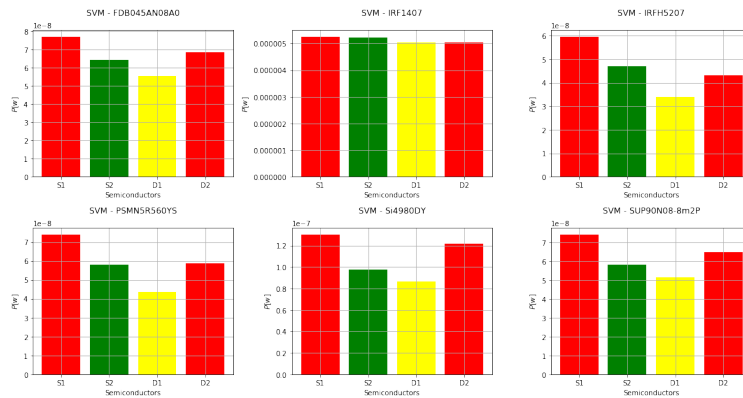 SVM - FDB045AN08A0
1e-8
8
7
6
5
4
3
2
1
0
P[w]
S1 S2 D1 D2
Semiconductors
SVM - IRF1407
0.000005
0.000004
0.000003
0.000002
0.000001
0.000000
P[w]
S1 S2 D1 D2
Semiconductors
SVM - IRFH5207
1e-8
6
5
4
3
2
1
0
P[w]
S1 S2 D1 D2
Semiconductors
SVM - PSMN5R560YS
1e-8
7
6
5
4
3
2
1
0
P[w]
S1 S2 D1 D2
Semiconductors
SVM - Si4980DY
1e-7
1.2
1.0
0.8
0.6
0.4
0.2
0.0
P[w]
S1 S2 D1 D2
Semiconductors
SVM - SUP90N08-8m2P
1e-8
7
6
5
4
3
2
1
0
P[w]
S1 S2 D1 D2
Semiconductors